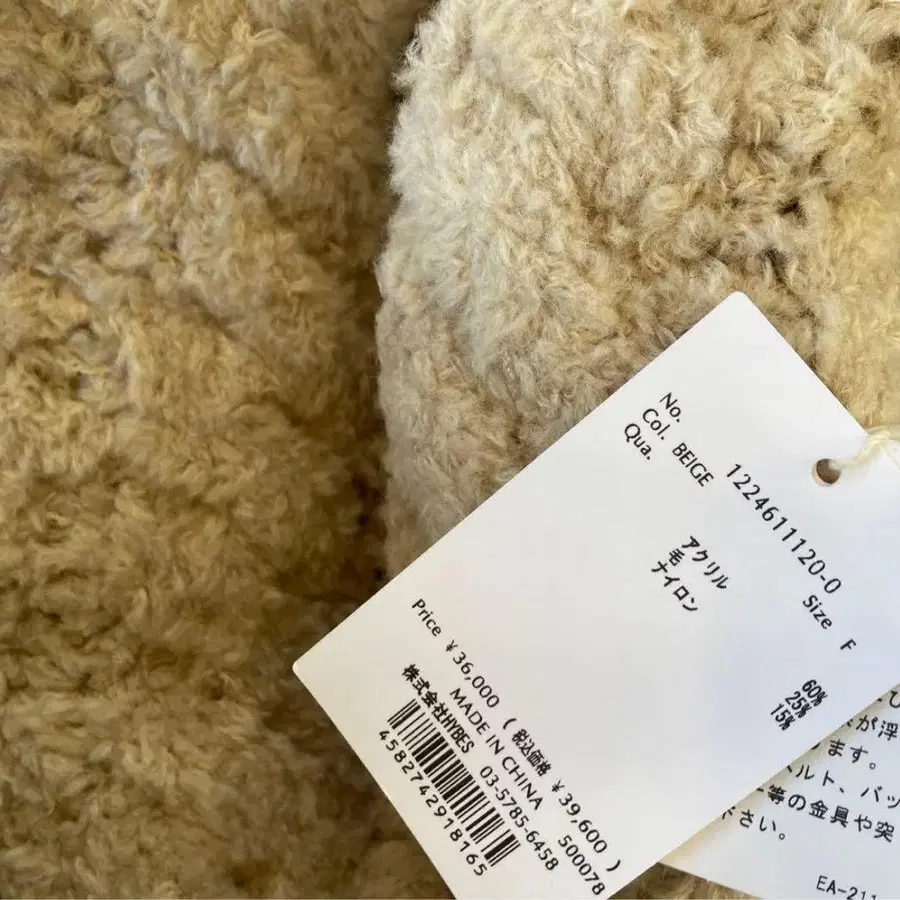 No. 1224611120-0
Col. BEIGE Size F
Qua.
アクリル 60%
毛 25%
ナイロン 15%
Price ¥36,000 ( 税込価格 ¥39,600 )
MADE IN CHINA 500078
株式会社HYBES 03-5785-6458
4582742918165
が浮
ます。
ルト、バッ
等の金具や突
さい。
EA-211